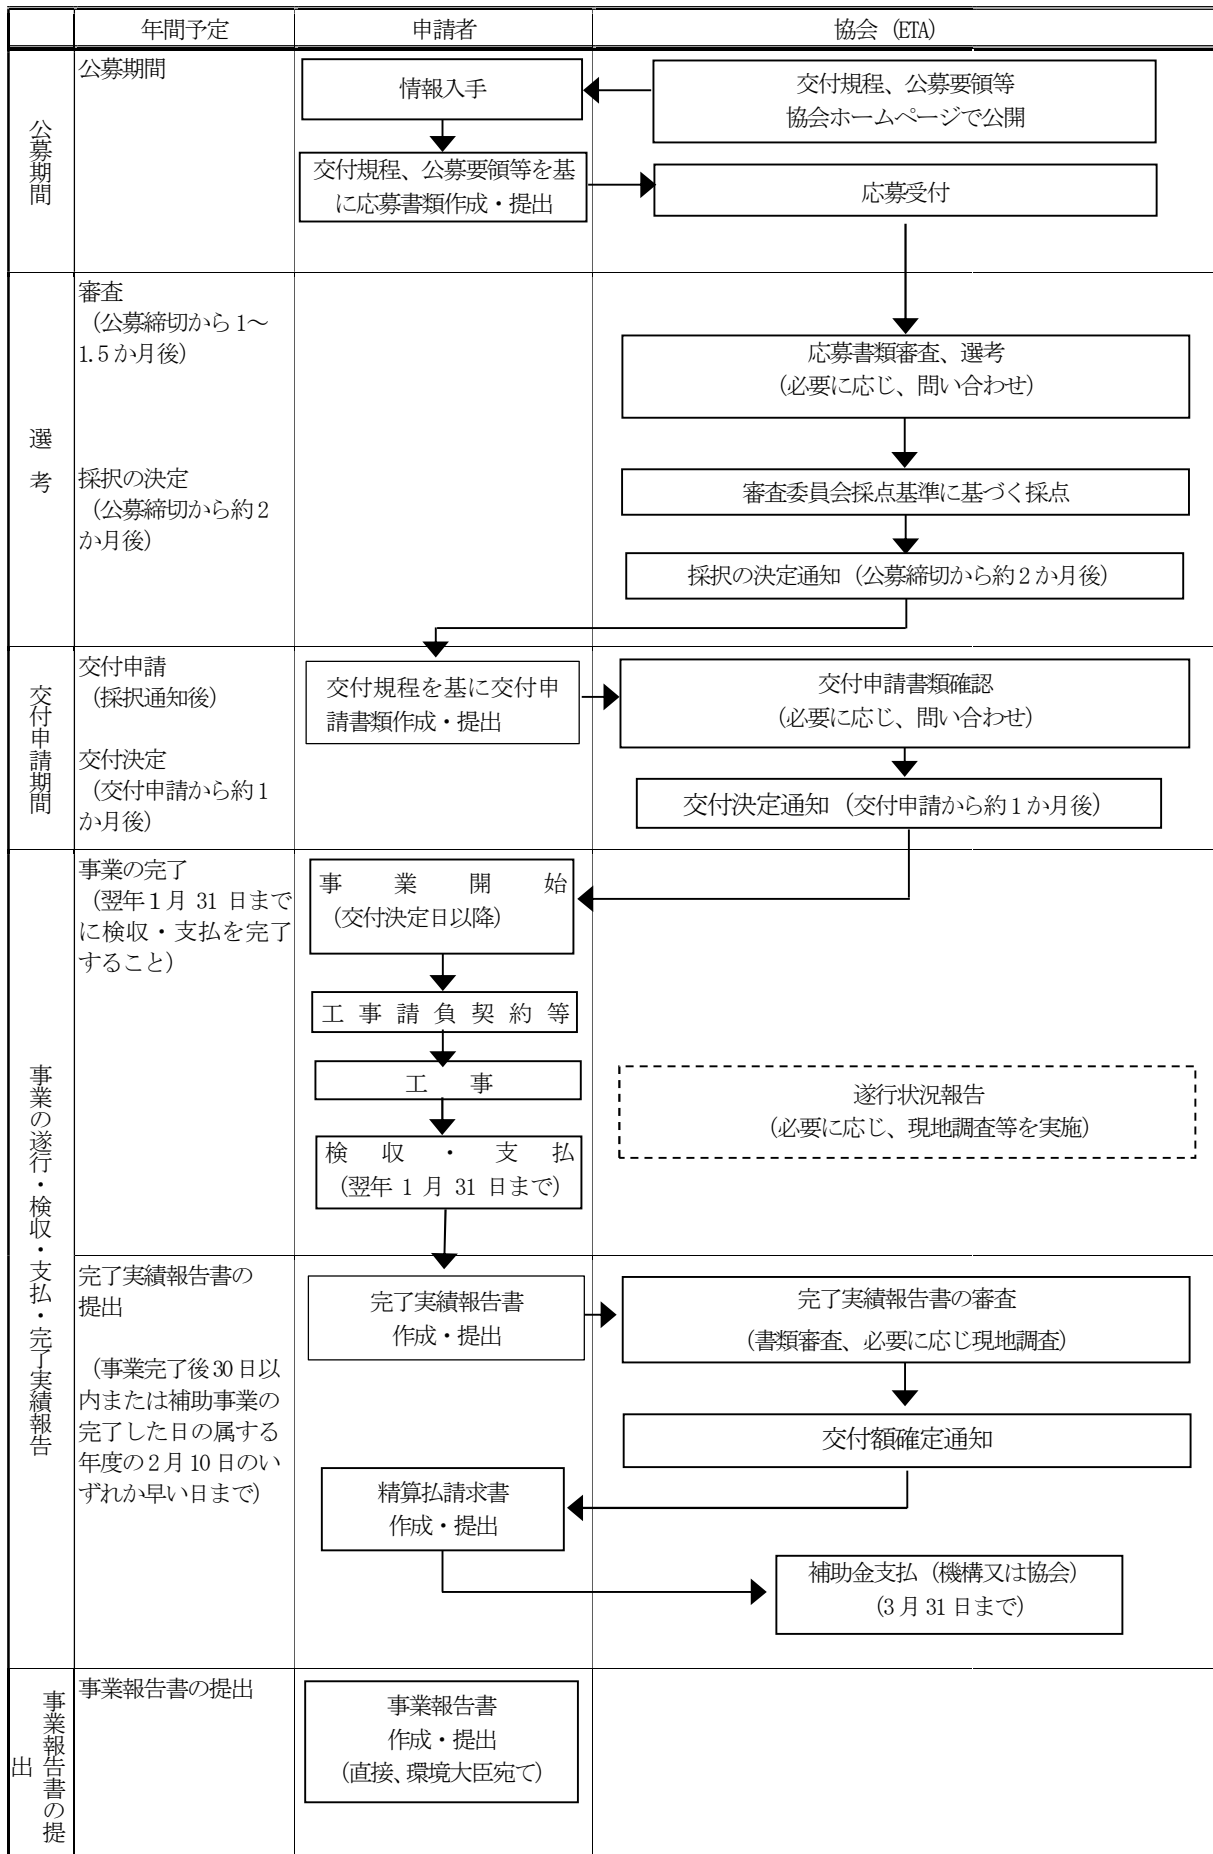 年間予定
申請者
協会（ETA）
公募期間
公募期間
情報入手
交付規程、公募要領等
協会ホームページで公開
交付規程、公募要領等を基
に応募書類作成・提出
応募受付
選考
審査
（公募締切から1～
1.5か月後）
応募書類審査、選考
（必要に応じ、問い合わせ）
採択の決定
（公募締切から約2
か月後）
審査委員会採点基準に基づく採点
採択の決定通知（公募締切から約2か月後）
交付申請期間
交付申請
（採択通知後）
交付規程を基に交付申
請書類作成・提出
交付申請書類確認
（必要に応じ、問い合わせ）
交付決定
（交付申請から約1
か月後）
交付決定通知（交付申請から約1か月後）
事業の遂行・検収・支払・完了実績報告
事業の完了
（翌年1月 31 日まで
に検収・支払を完了
すること）
事業開始
（交付決定日以降）
工事請負契約等
工事
遂行状況報告
（必要に応じ、現地調査等を実施）
検収・支払
（翌年 1 月 31 日まで）
完了実績報告書の
提出
（事業完了後30日以
内または補助事業の
完了した日の属する
年度の2月10日のい
ずれか早い日まで）
完了実績報告書
作成・提出
完了実績報告書の審査
（書類審査、必要に応じ現地調査）
交付額確定通知
精算払請求書
作成・提出
補助金支払（機構又は協会）
（3月31日まで）
事業報告書の提
出
事業報告書の提出
事業報告書
作成・提出
（直接、環境大臣宛て）